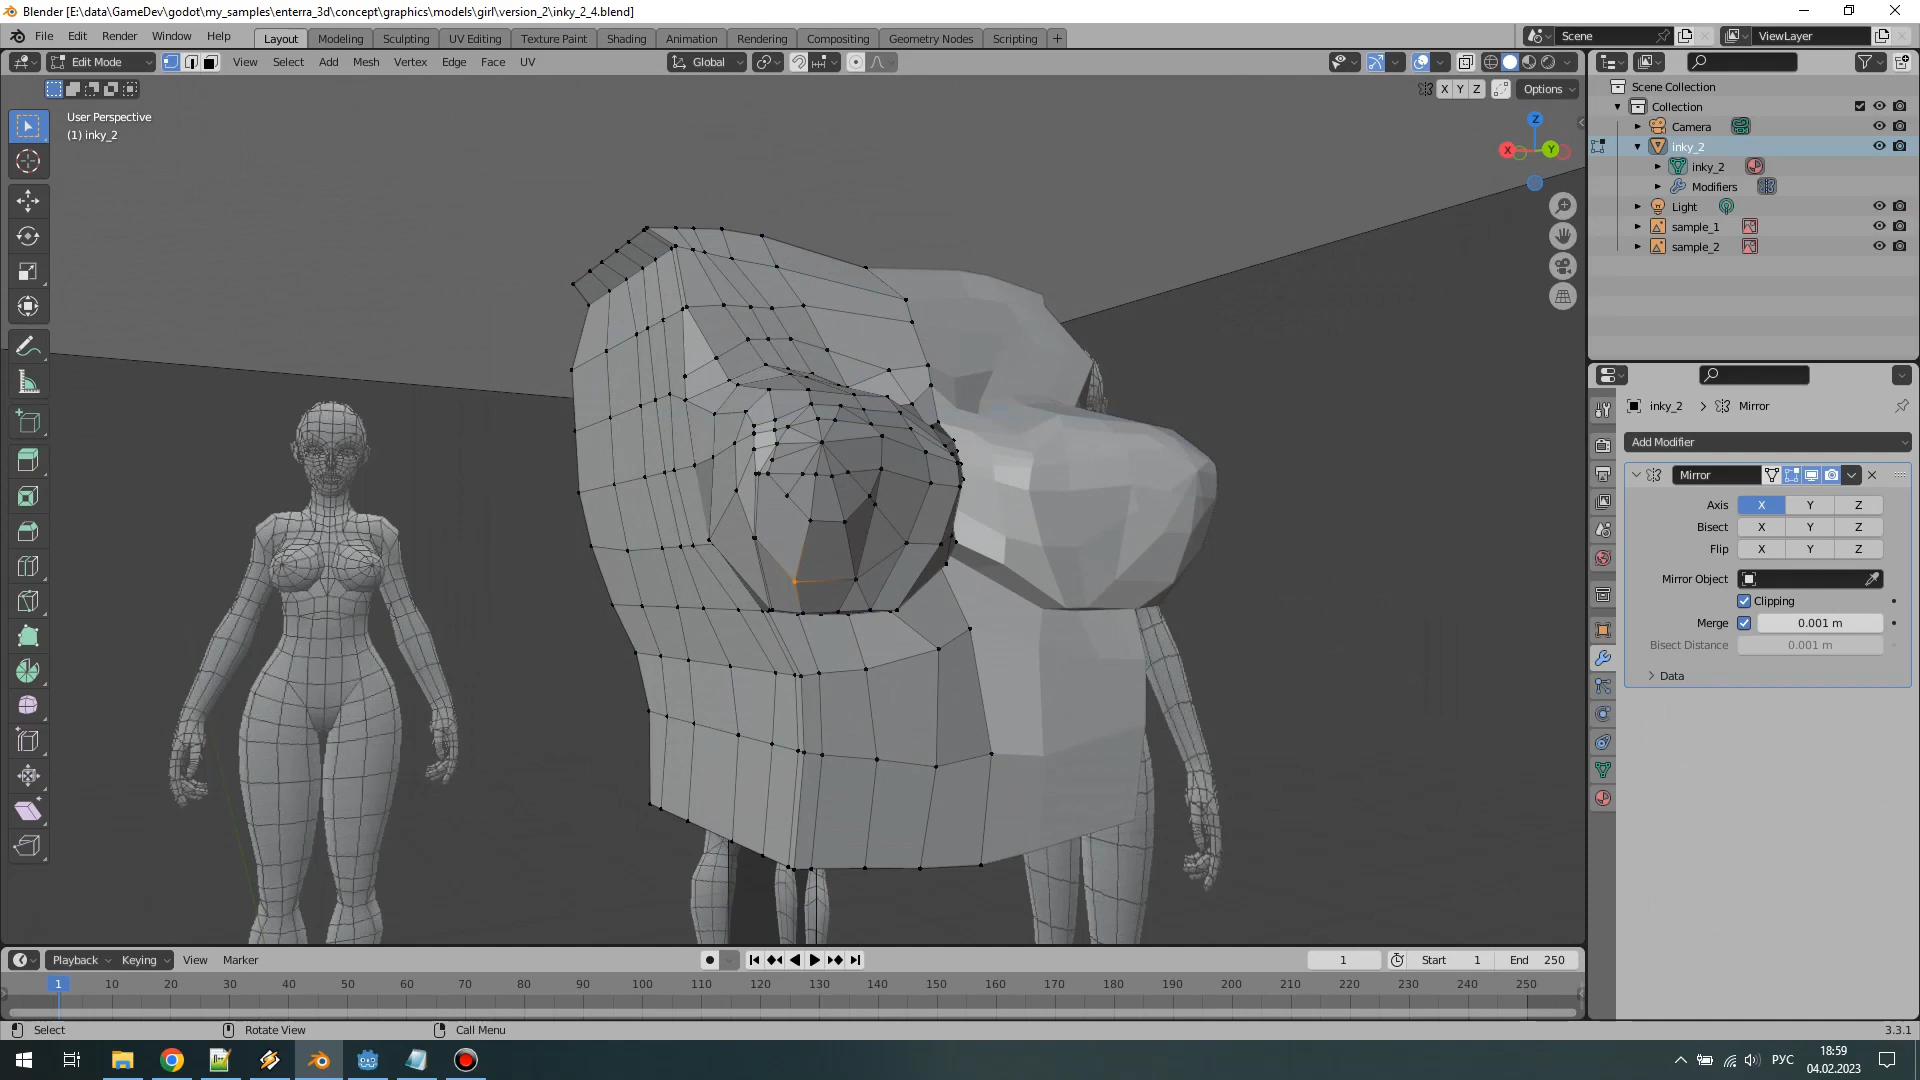 Blender [E:\data\GameDev\godot\my_samples\enterra_3d\concept\graphics\models\girl\version_2\inky_2_4.blend]
File Edit Render Window Help
Layout Modeling Sculpting UV Editing Texture Paint Shading Animation Rendering Compositing Geometry Nodes Scripting +
Scene
ViewLayer
Edit Mode
View Select Add Mesh Vertex Edge Face UV
Global
X Y Z
Options
User Perspective
(1) inky_2
Z
X
Y
Scene Collection
Collection
Camera
inky_2
inky_2
Modifiers
Light
sample_1
sample_2
inky_2 > Mirror
Add Modifier
Mirror
Axis X Y Z
Bisect X Y Z
Flip X Y Z
Mirror Object
Clipping
Merge 0.001 m
Bisect Distance 0.001 m
Data
Playback Keying View Marker
1
Start 1
End 250
1 10 20 30 40 50 60 70 80 90 100 110 120 130 140 150 160 170 180 190 200 210 220 230 240 250
Select
Rotate View
Call Menu
3.3.1
РУС
18:59
04.02.2023